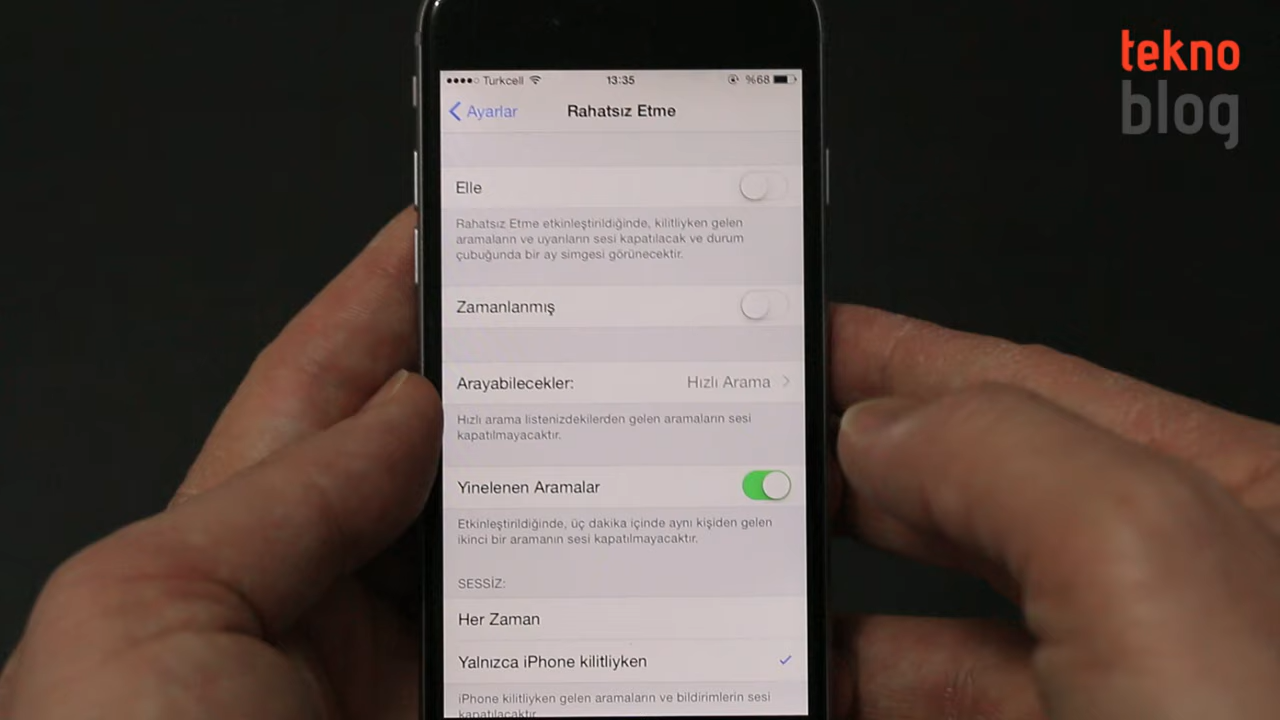 tekno
blog
Turkcell 13:35 %68
Ayarlar Rahatsız Etme
Elle
Rahatsız Etme etkinleştirildiğinde, kilitliyken gelen
aramaların ve uyarıların sesi kapatılacak ve durum
çubuğunda bir ay simgesi görünecektir.
Zamanlanmış
Arayabilecekler: Hızlı Arama
Hızlı arama listenizdekilerden gelen aramaların sesi
kapatılmayacaktır.
Yinelenen Aramalar
Etkinleştirildiğinde, üç dakika içinde aynı kişiden gelen
ikinci bir aramanın sesi kapatılmayacaktır.
SESSİZ:
Her Zaman
Yalnızca iPhone kilitliyken
iPhone kilitliyken gelen aramaların ve bildirimlerin sesi
kapatılacaktır.